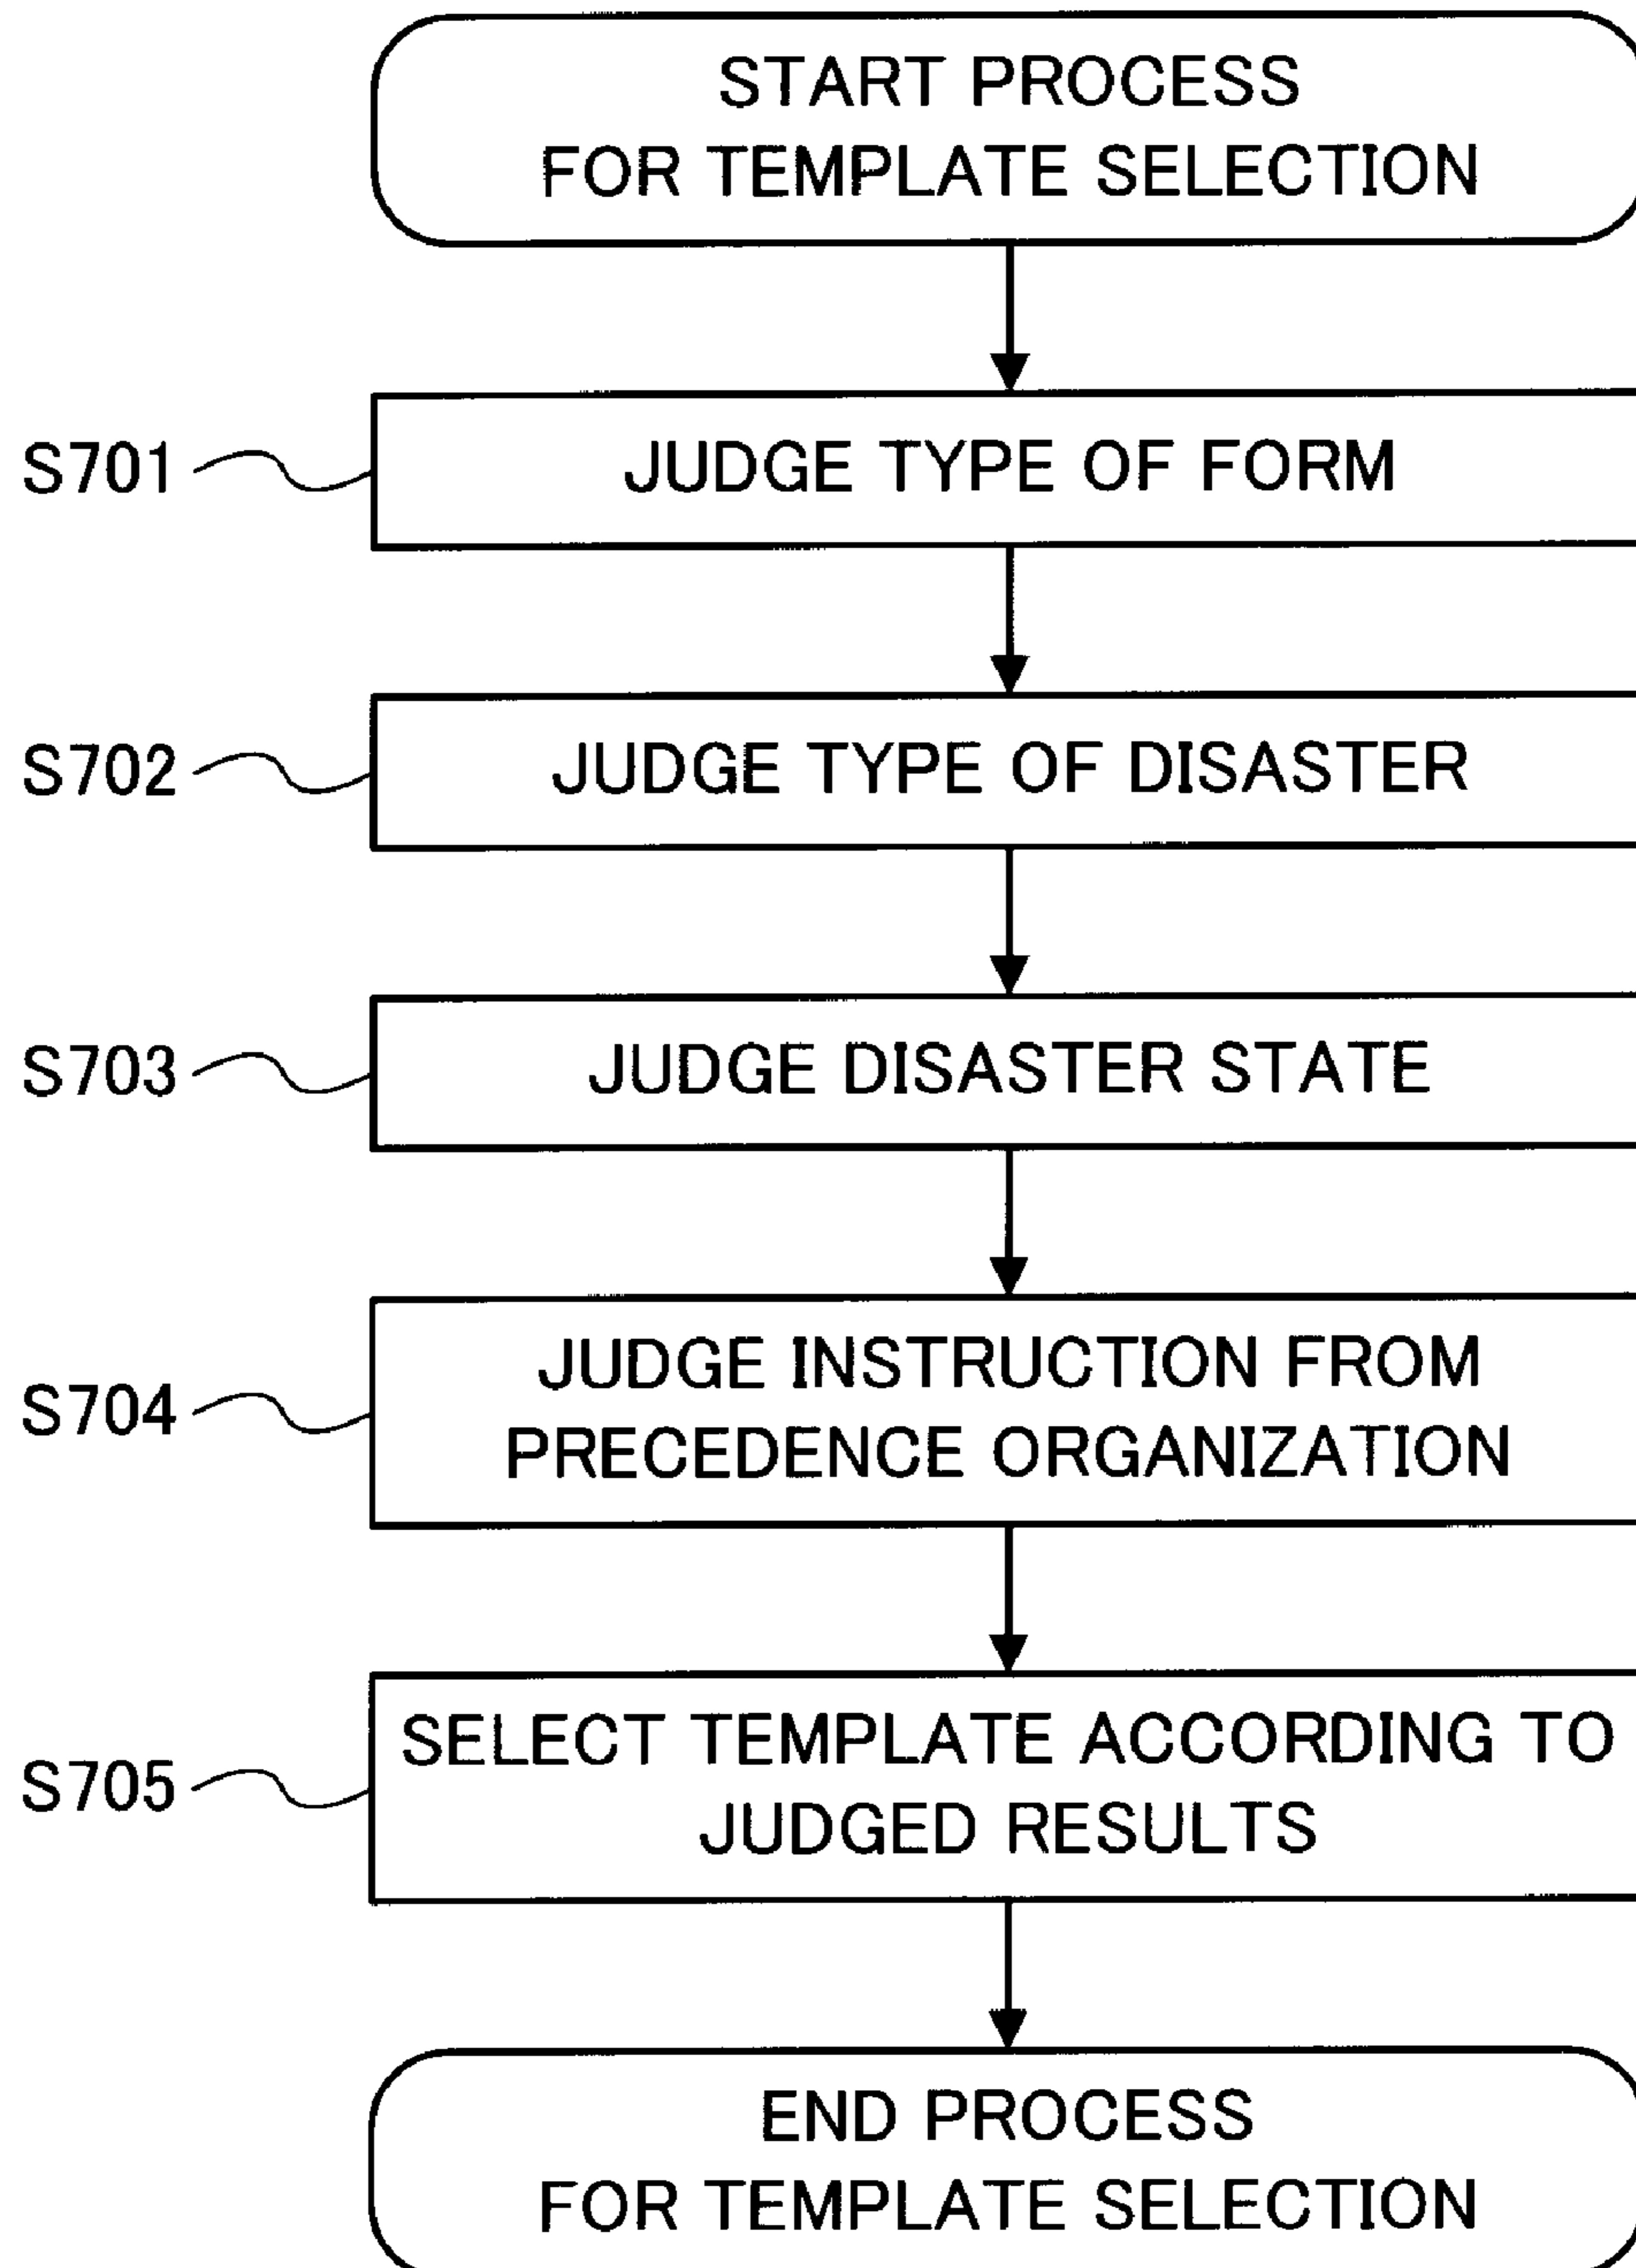 START PROCESS
FOR TEMPLATE SELECTION
S701
JUDGE TYPE OF FORM
S702
JUDGE TYPE OF DISASTER
S703
JUDGE DISASTER STATE
S704
JUDGE INSTRUCTION FROM
PRECEDENCE ORGANIZATION
S705
SELECT TEMPLATE ACCORDING TO
JUDGED RESULTS
END PROCESS
FOR TEMPLATE SELECTION